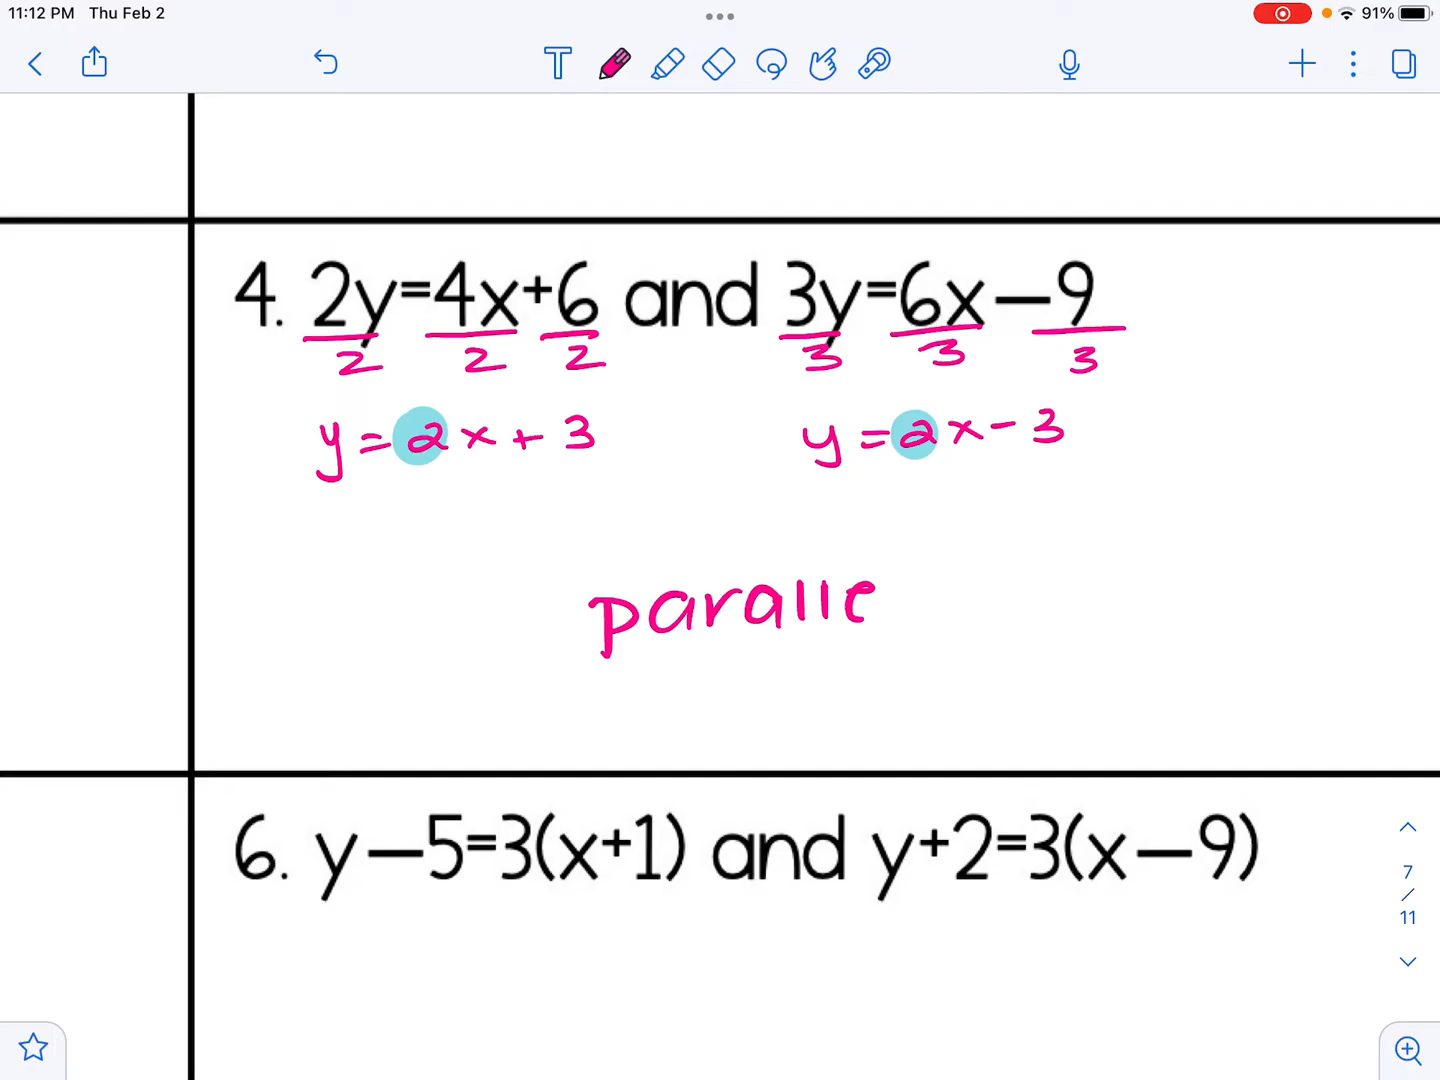 11:12 PM Thu Feb 2
91%
T
4. 2y=4x+6 and 3y=6x−9
2 2 2 3 3 3
y = 2x + 3 y = 2x − 3
paralle
6. y−5=3(x+1) and y+2=3(x−9)
7
/
11